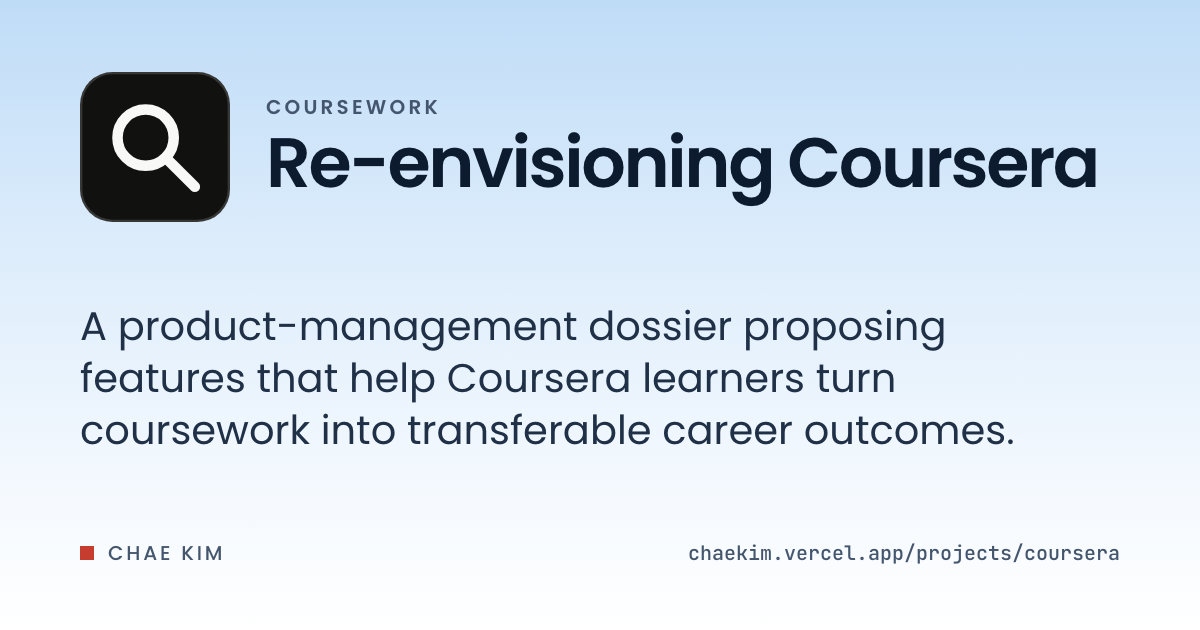 COURSEWORK
Re-envisioning Coursera
A product-management dossier proposing
features that help Coursera learners turn
coursework into transferable career outcomes.
CHAE KIM
chaekim.vercel.app/projects/coursera